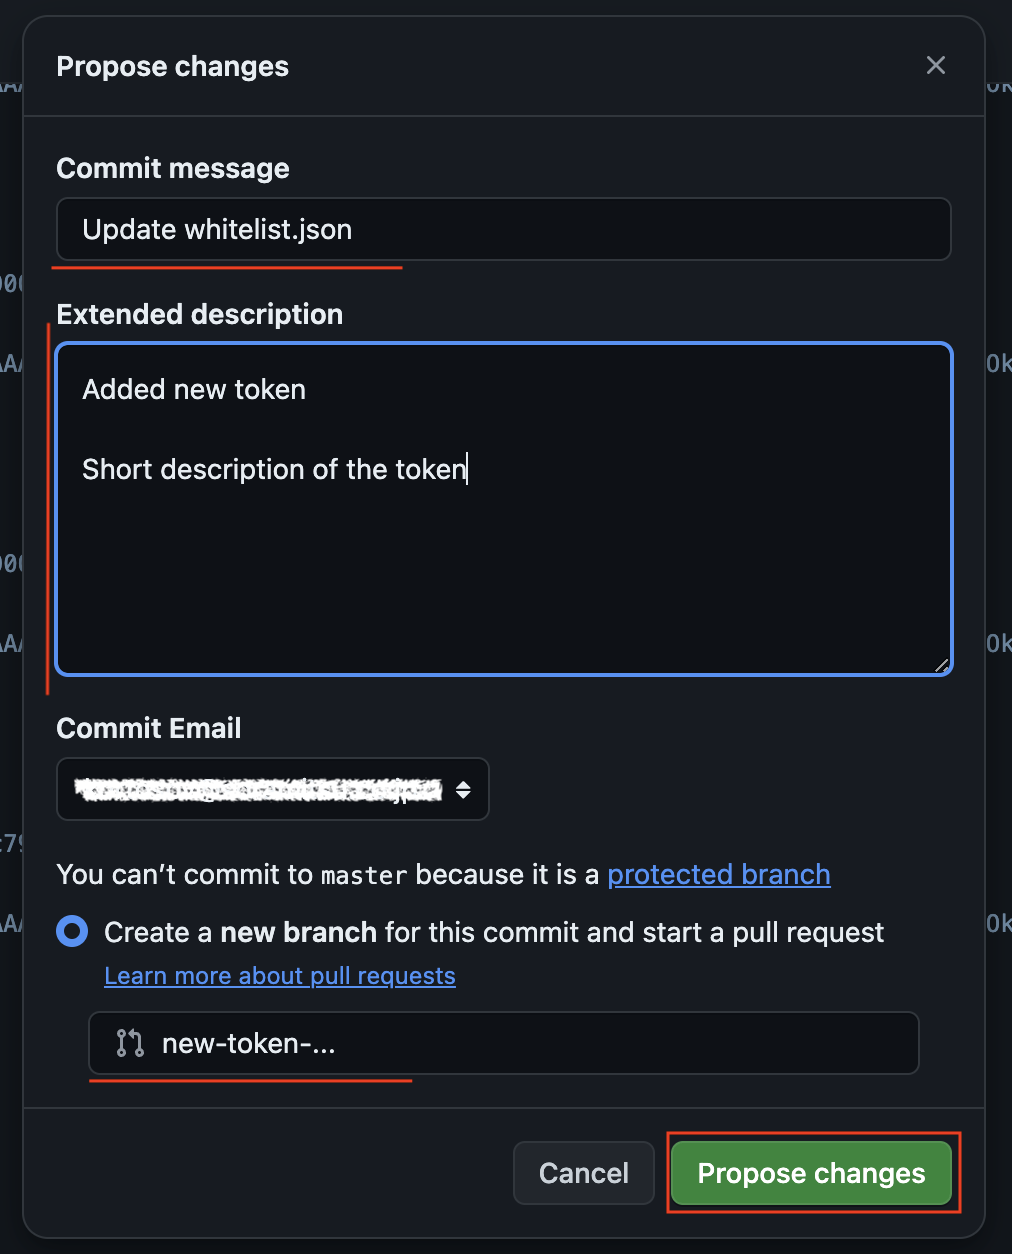 Propose changes
Commit message
Update whitelist.json
Extended description
Added new token
Short description of the token
Commit Email
You can’t commit to master because it is a protected branch
Create a new branch for this commit and start a pull request
Learn more about pull requests
new-token-...
Cancel
Propose changes